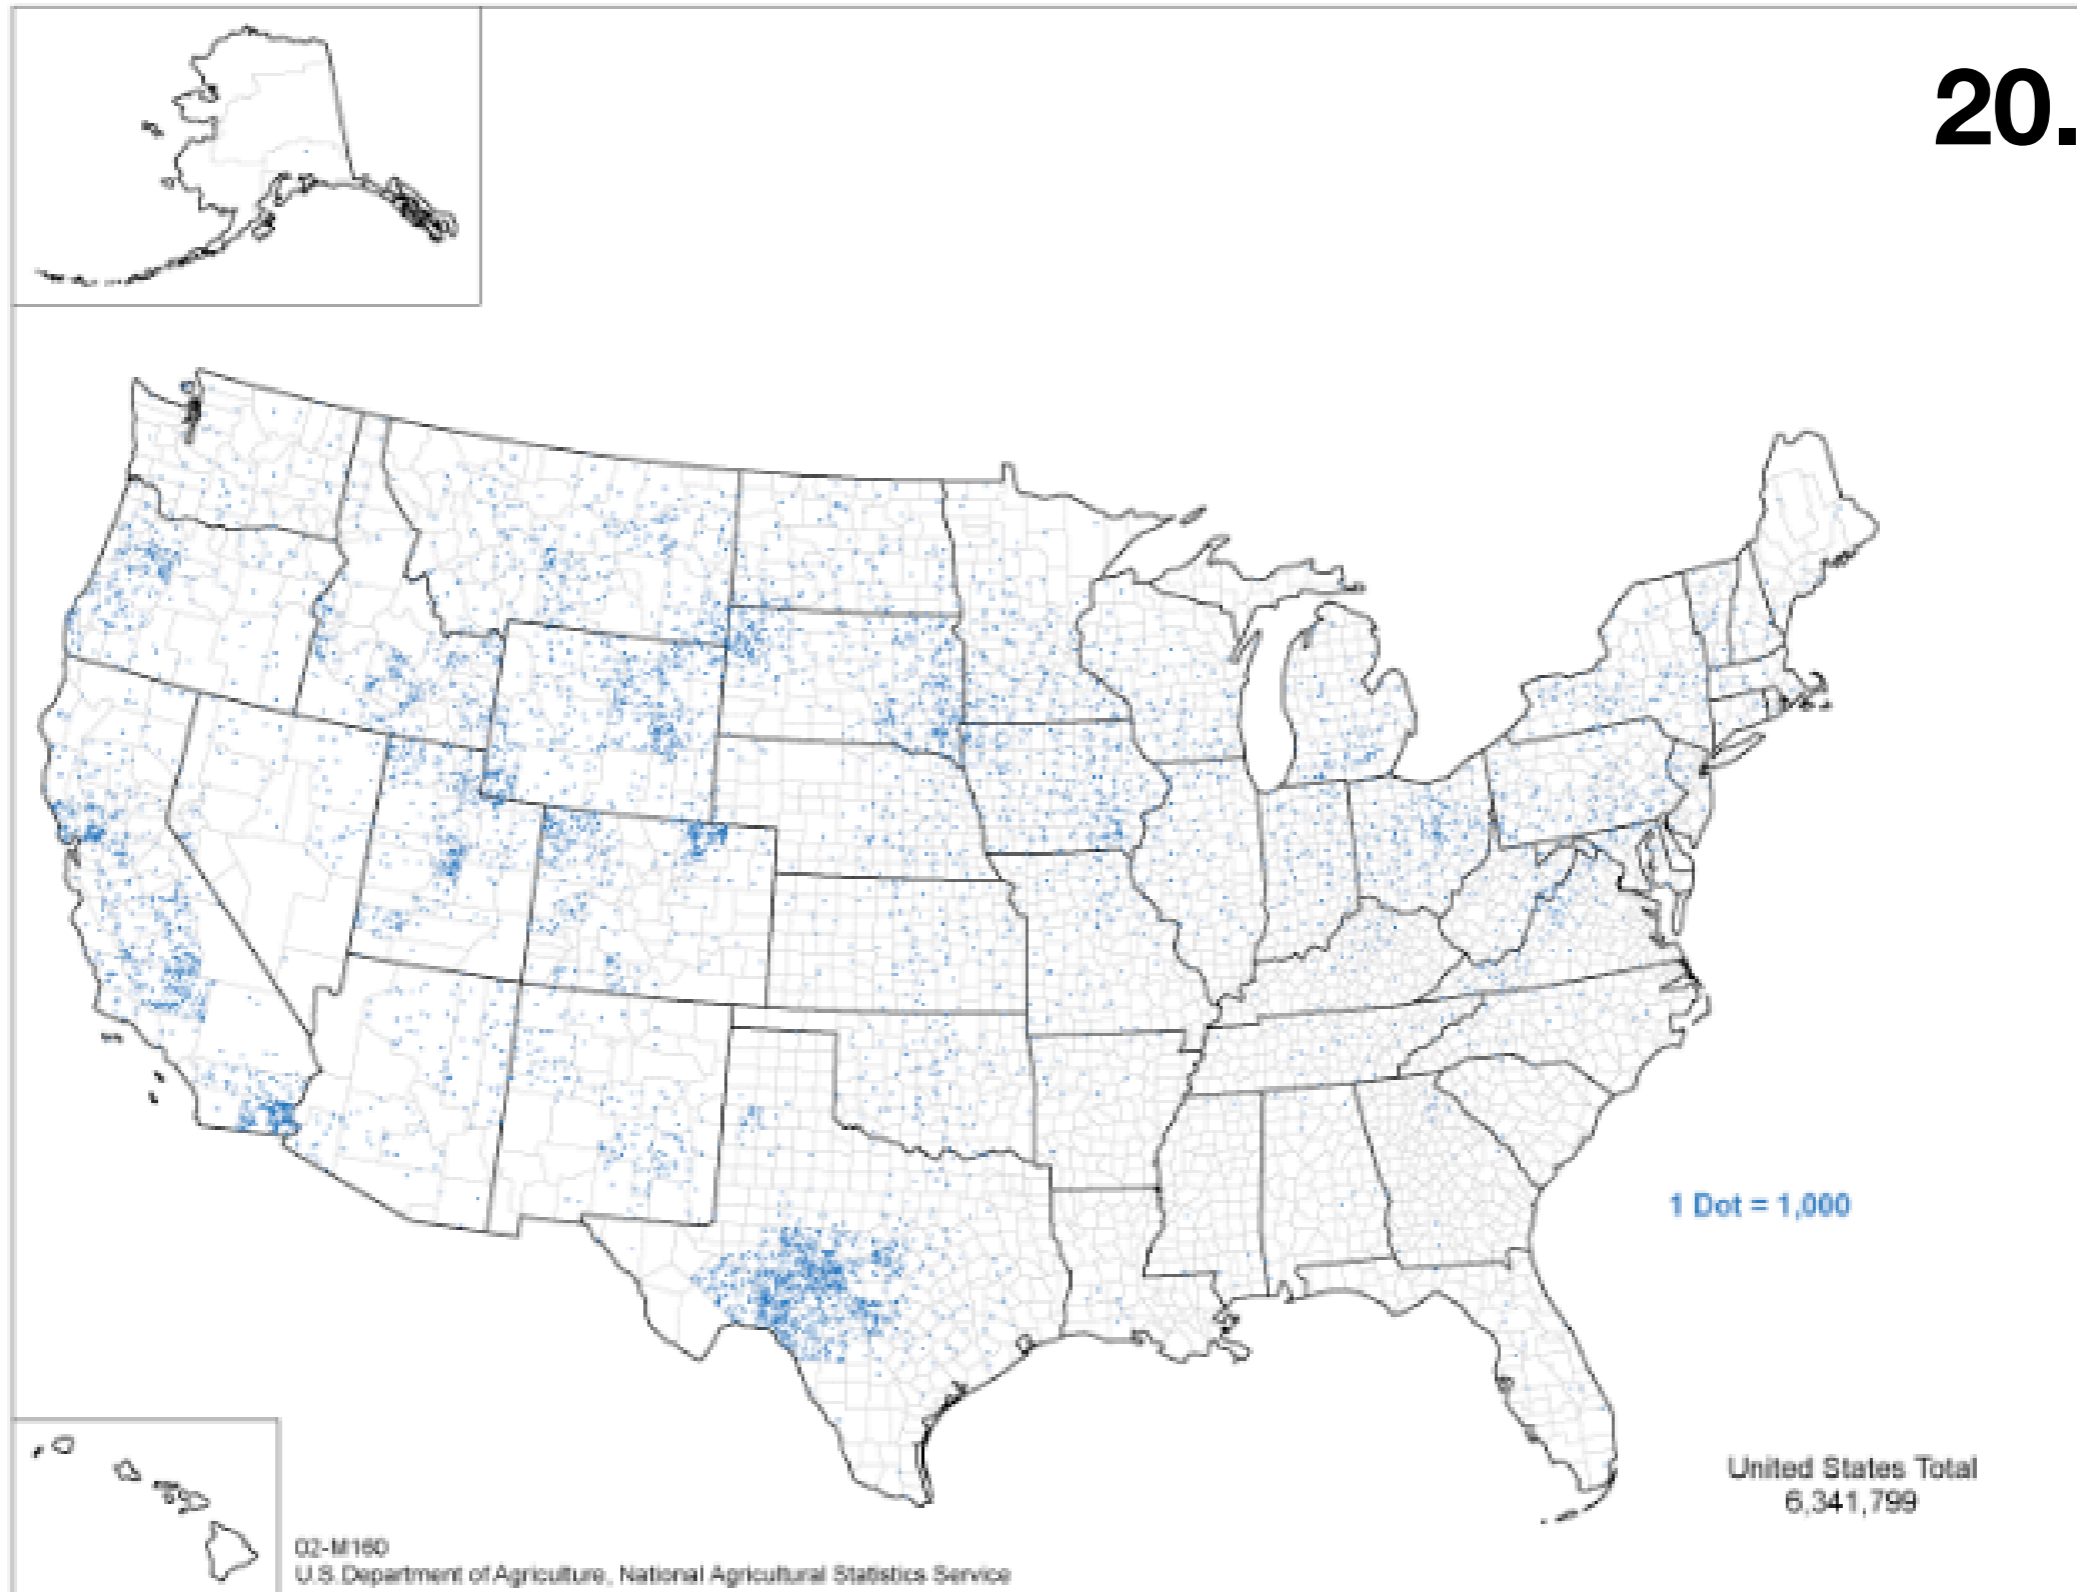 20.
1 Dot = 1,000
United States Total
6,341,799
02-M160
U.S. Department of Agriculture, National Agricultural Statistics Service